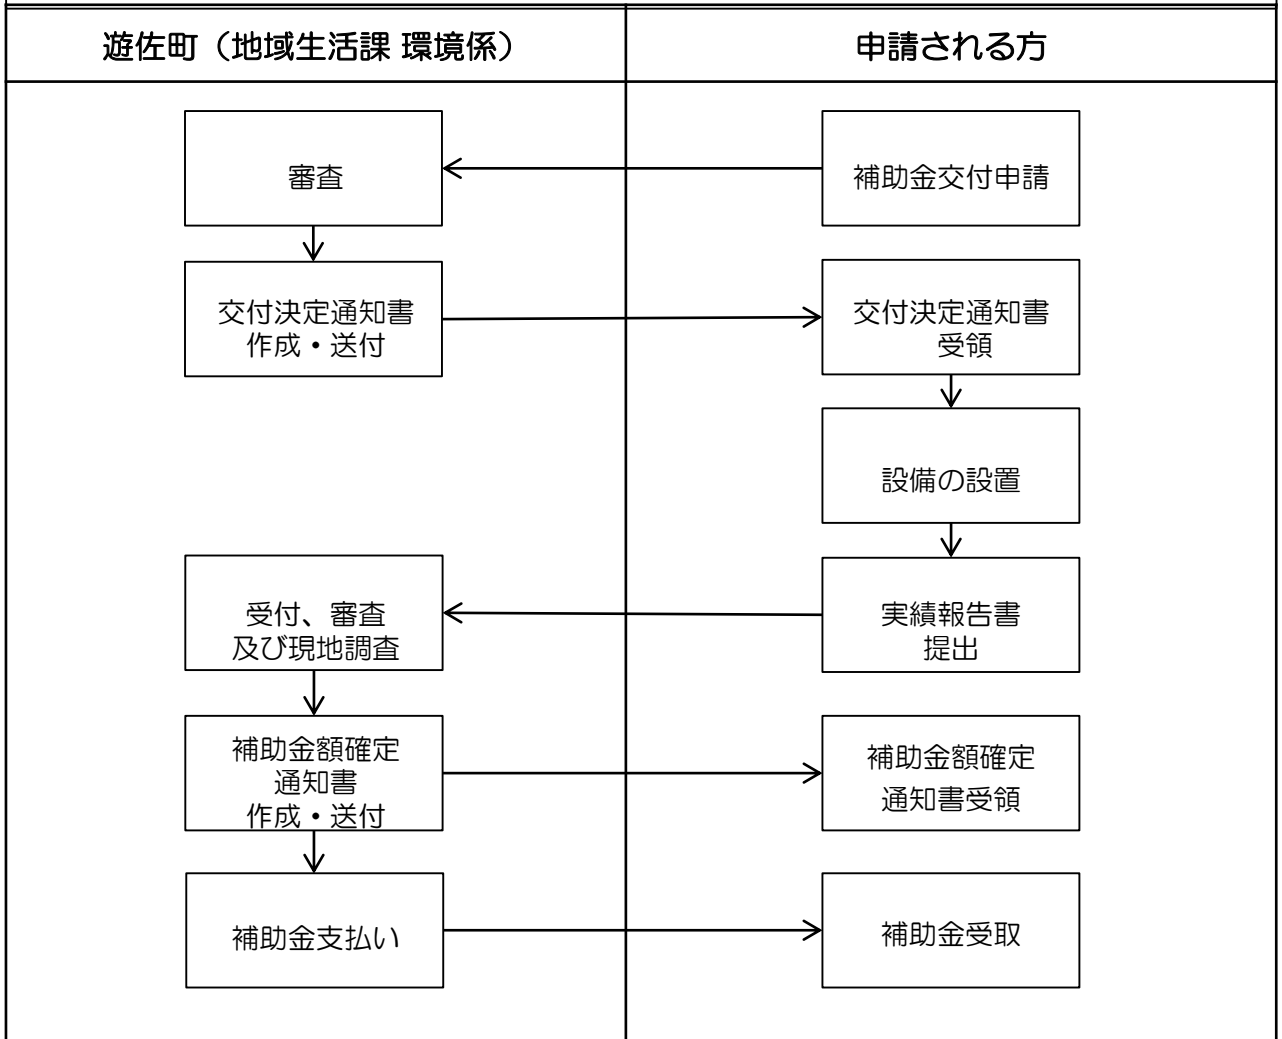 遊佐町（地域生活課 環境係）
申請される方
審査
補助金交付申請
交付決定通知書
作成・送付
交付決定通知書
受領
設備の設置
受付、審査
及び現地調査
実績報告書
提出
補助金額確定
通知書
作成・送付
補助金額確定
通知書受領
補助金支払い
補助金受取